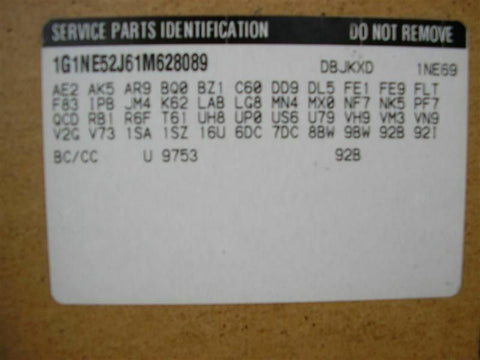 SERVICE PARTS IDENTIFICATION DO NOT REMOVE
1G1NE52J61M628089 DBJKXD 1NE69
AE2 AK5 AR9 BQ0 BZ1 C60 DD9 DL5 FE1 FE9 FLT
F83 IPB JM4 K62 LAB LG8 MN4 MX0 NF7 NK5 PF7
QCD RB1 R6F T61 UH8 UP0 US6 U79 VH9 VM3 VN9
V2G V73 1SA 1SZ 16U 6DC 7DC 8BW 9BW 92B 92I
BC/CC U 9753 92B